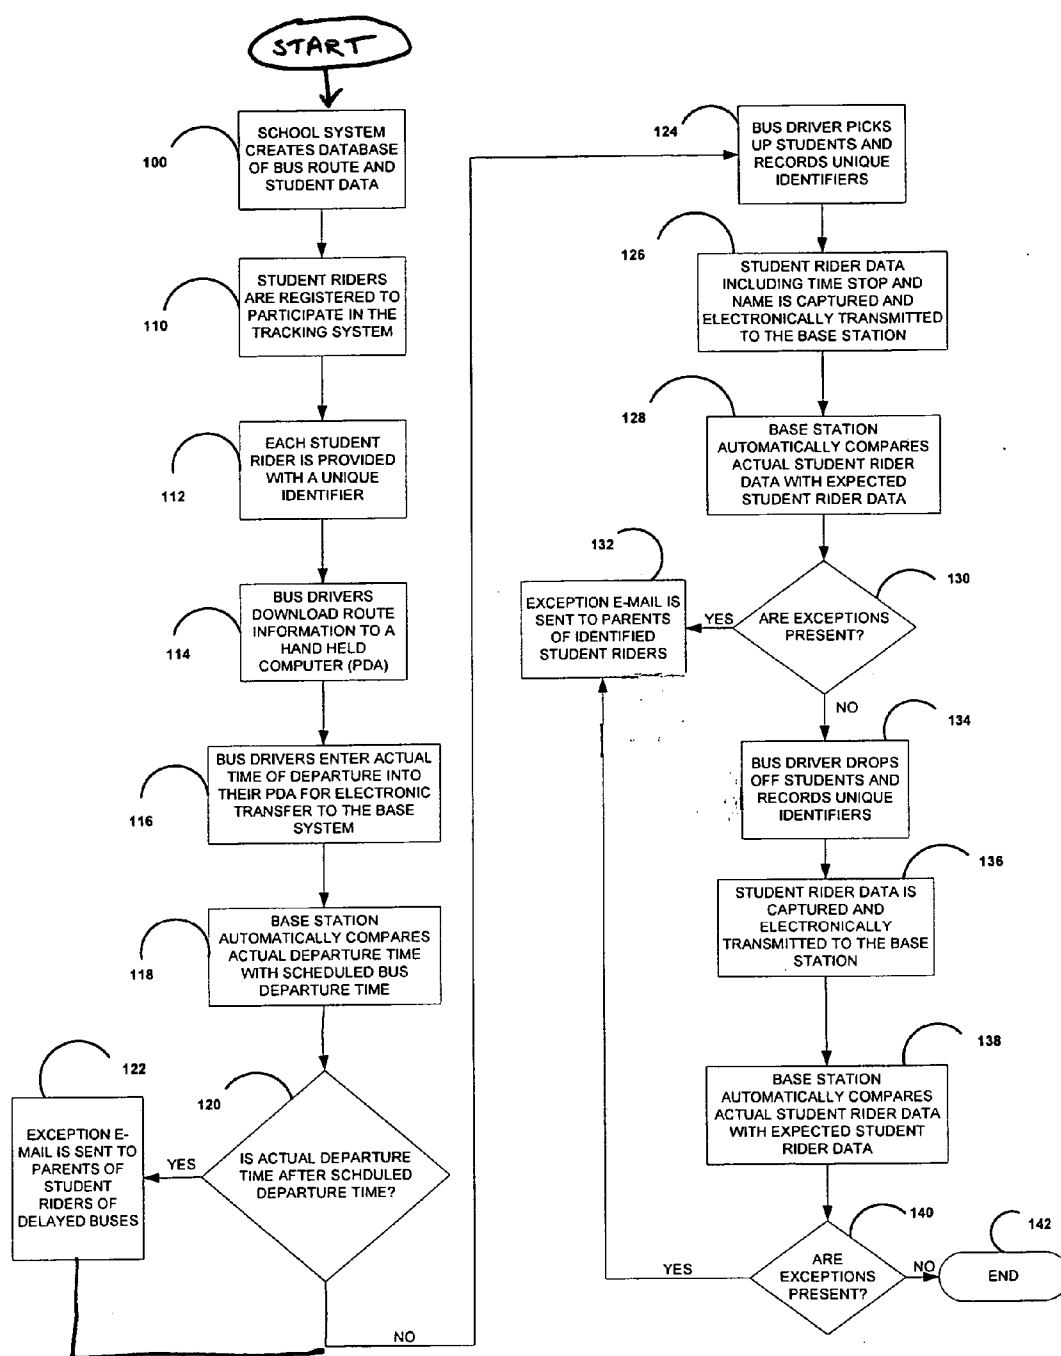 START
100
SCHOOL SYSTEM
CREATES DATABASE
OF BUS ROUTE AND
STUDENT DATA
110
STUDENT RIDERS
ARE REGISTERED TO
PARTICIPATE IN THE
TRACKING SYSTEM
112
EACH STUDENT
RIDER IS PROVIDED
WITH A UNIQUE
IDENTIFIER
114
BUS DRIVERS
DOWNLOAD ROUTE
INFORMATION TO A
HAND HELD
COMPUTER (PDA)
116
BUS DRIVERS ENTER ACTUAL
TIME OF DEPARTURE INTO
THEIR PDA FOR ELECTRONIC
TRANSFER TO THE BASE
SYSTEM
118
BASE STATION
AUTOMATICALLY COMPARES
ACTUAL DEPARTURE TIME
WITH SCHEDULED BUS
DEPARTURE TIME
120
IS ACTUAL DEPARTURE
TIME AFTER SCHDULED
DEPARTURE TIME?
YES
122
EXCEPTION E-
MAIL IS SENT TO
PARENTS OF
STUDENT
RIDERS OF
DELAYED BUSES
NO
124
BUS DRIVER PICKS
UP STUDENTS AND
RECORDS UNIQUE
IDENTIFIERS
126
STUDENT RIDER DATA
INCLUDING TIME STOP AND
NAME IS CAPTURED AND
ELECTRONICALLY TRANSMITTED
TO THE BASE STATION
128
BASE STATION
AUTOMATICALLY COMPARES
ACTUAL STUDENT RIDER
DATA WITH EXPECTED
STUDENT RIDER DATA
130
ARE EXCEPTIONS
PRESENT?
YES
132
EXCEPTION E-MAIL IS
SENT TO PARENTS
OF IDENTIFIED
STUDENT RIDERS
NO
134
BUS DRIVER DROPS
OFF STUDENTS AND
RECORDS UNIQUE
IDENTIFIERS
136
STUDENT RIDER DATA IS
CAPTURED AND
ELECTRONICALLY
TRANSMITTED TO THE BASE
STATION
138
BASE STATION
AUTOMATICALLY COMPARES
ACTUAL STUDENT RIDER DATA
WITH EXPECTED STUDENT
RIDER DATA
140
ARE
EXCEPTIONS
PRESENT?
YES
NO
142
END